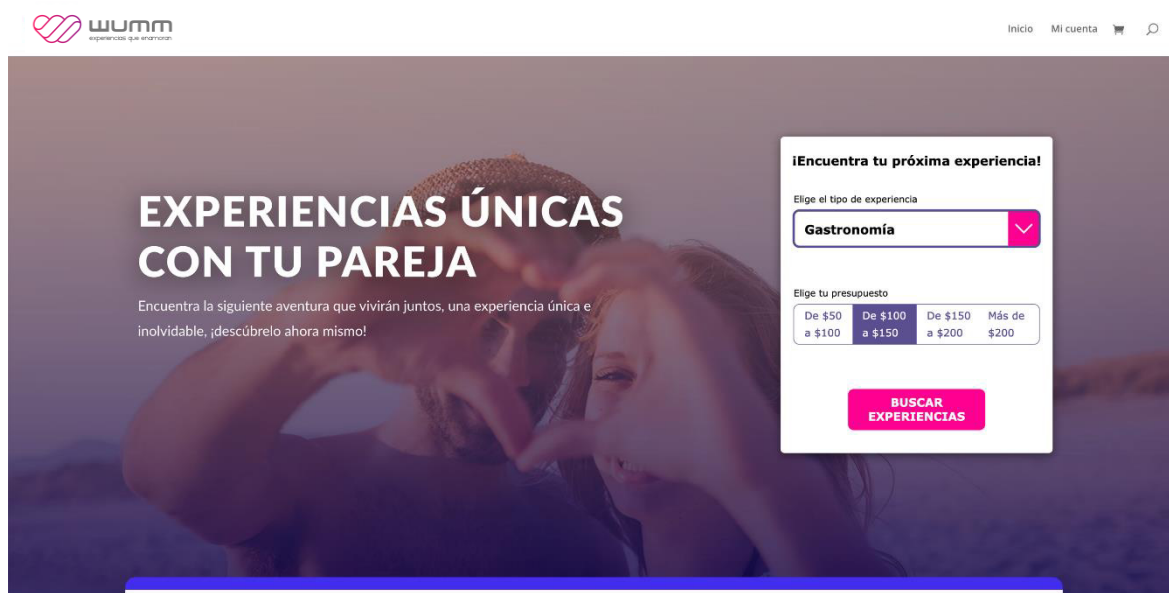 wumm
experiencias que enamoran
Inicio Mi cuenta
EXPERIENCIAS ÚNICAS
CON TU PAREJA
Encuentra la siguiente aventura que vivirán juntos, una experiencia única e
inolvidable, ¡descúbrelo ahora mismo!
¡Encuentra tu próxima experiencia!
Elige el tipo de experiencia
Gastronomía
Elige tu presupuesto
De $50 De $100 De $150 Más de
a $100 a $150 a $200 $200
BUSCAR
EXPERIENCIAS